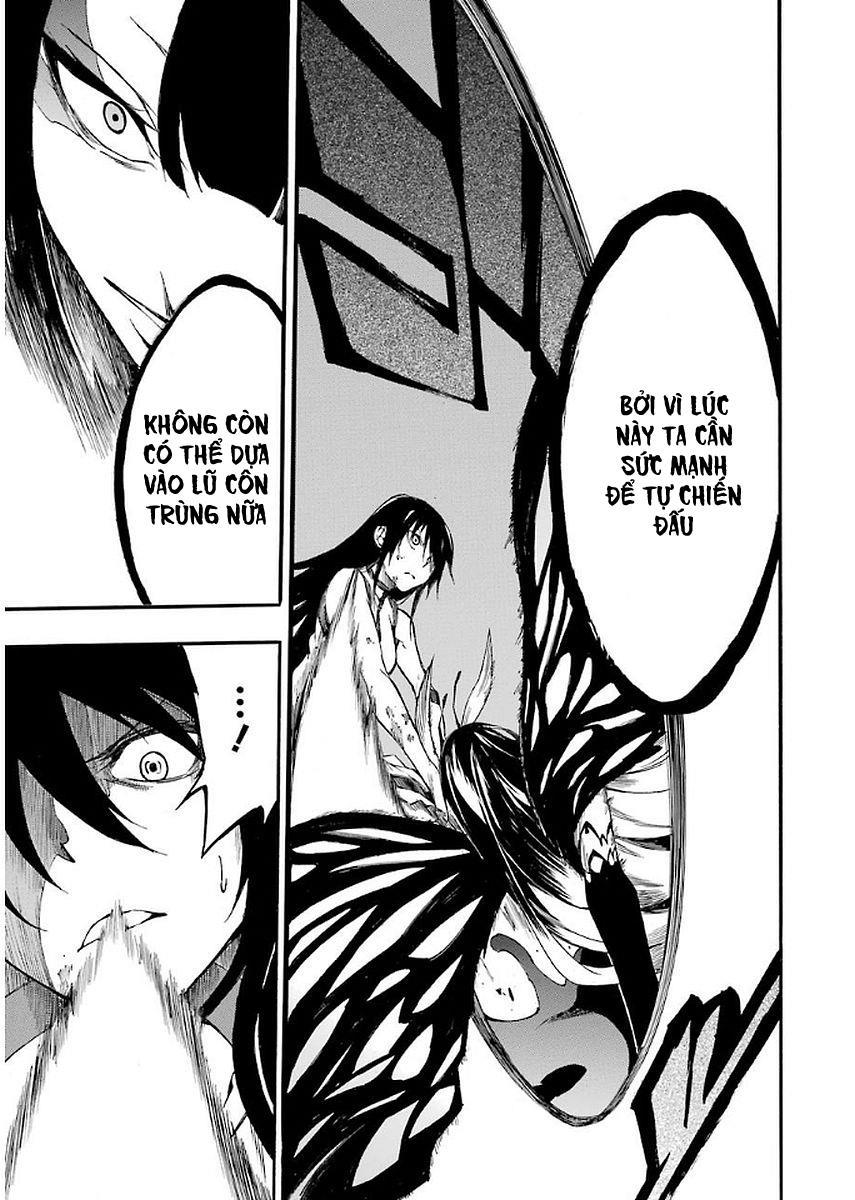 BỞI VÌ LÚC
NÀY TA CẦN
SỨC MẠNH
ĐỂ TỰ CHIẾN
ĐẤU
KHÔNG CÒN
CÓ THỂ DỰA
VÀO LŨ CÔN
TRÙNG NỮA
...!